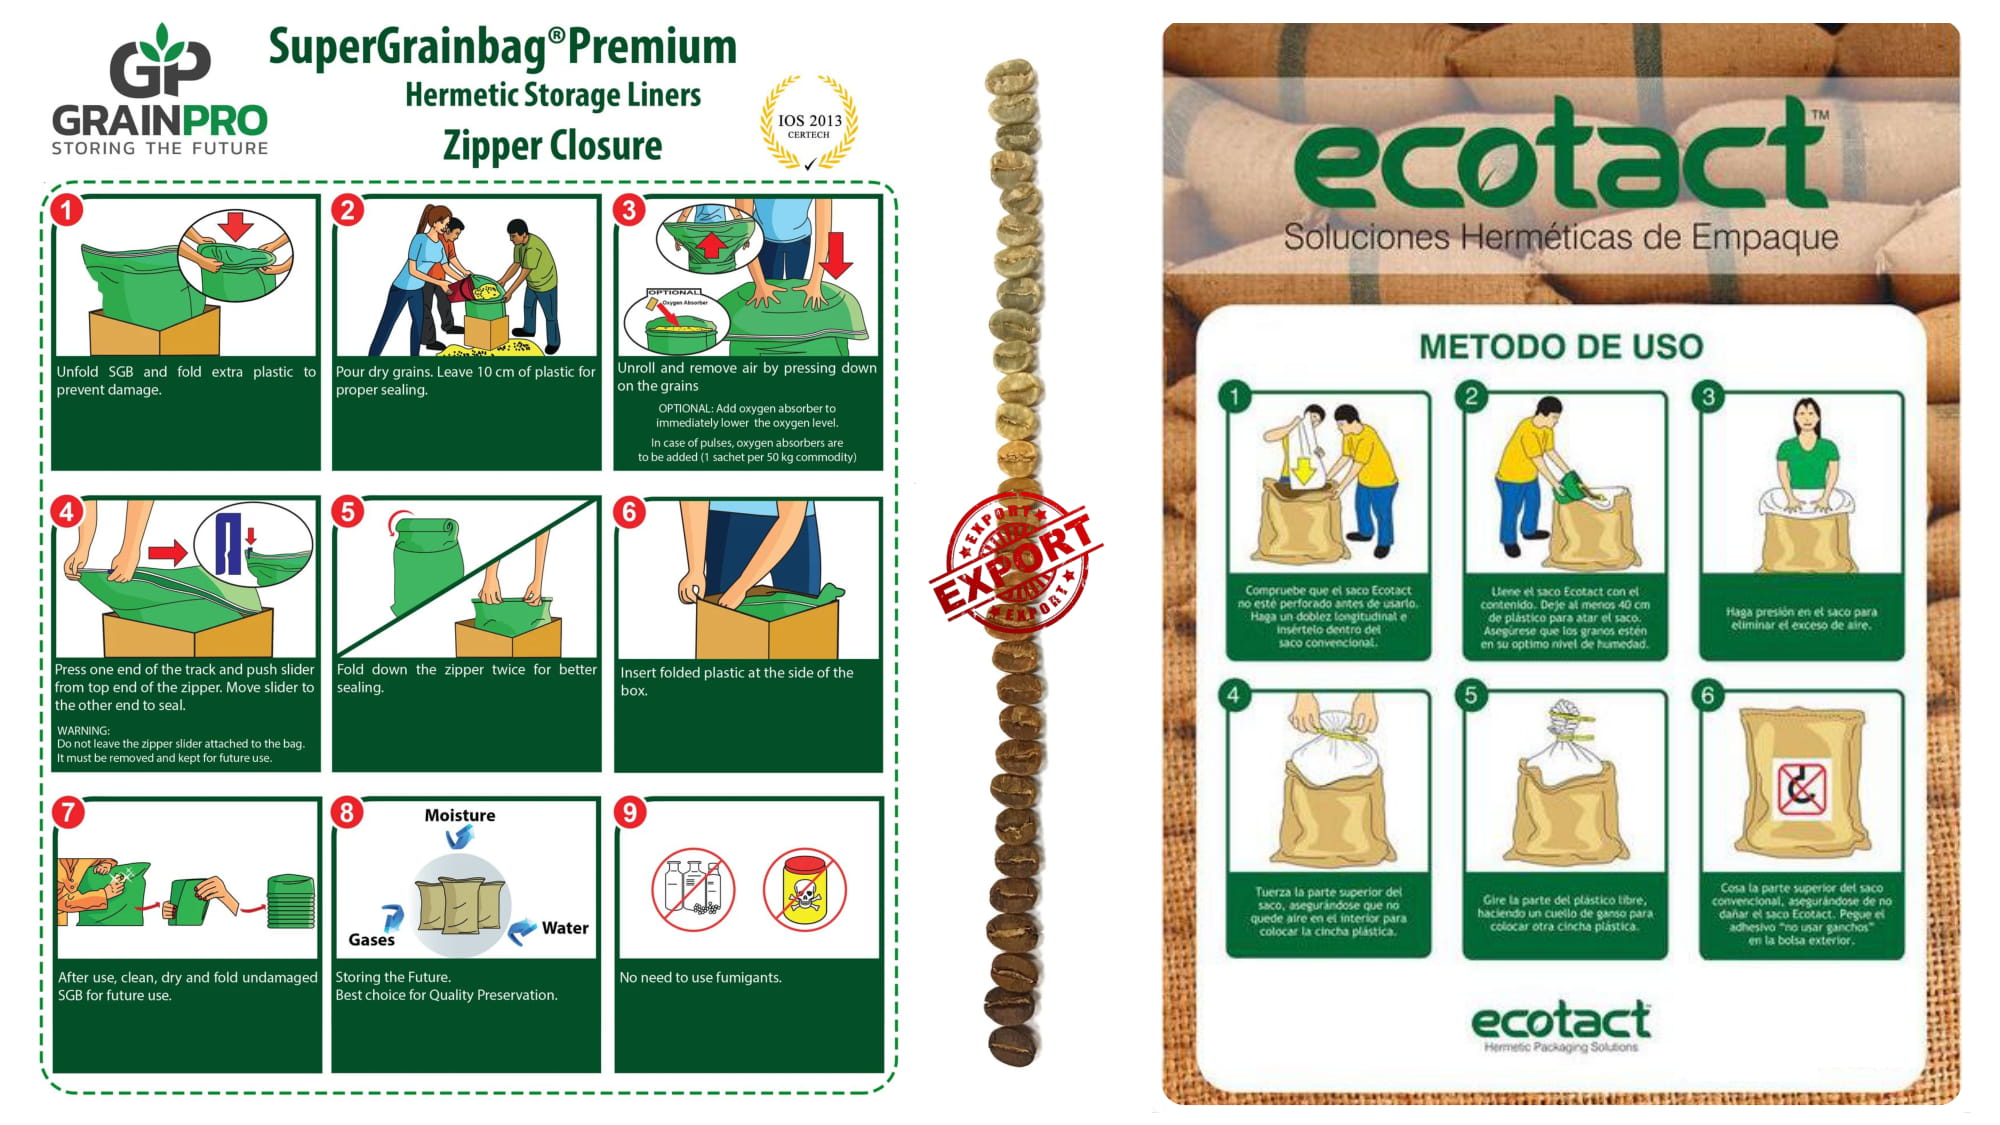 GP
GRAINPRO
STORING THE FUTURE
SuperGrainbag®Premium
Hermetic Storage Liners
Zipper Closure
IOS 2013
CERTECH
1
Unfold SGB and fold extra plastic to
prevent damage.
2
Pour dry grains. Leave 10 cm of plastic for
proper sealing.
3
OPTIONAL
Oxygen Absorber
Unroll and remove air by pressing down
on the grains
OPTIONAL: Add oxygen absorber to
immediately lower the oxygen level.
In case of pulses, oxygen absorbers are
to be added (1 sachet per 50 kg commodity)
4
Press one end of the track and push slider
from top end of the zipper. Move slider to
the other end to seal.
WARNING:
Do not leave the zipper slider attached to the bag.
It must be removed and kept for future use.
5
Fold down the zipper twice for better
sealing.
6
Insert folded plastic at the side of the
box.
7
After use, clean, dry and fold undamaged
SGB for future use.
8
Moisture
Gases
Water
Storing the Future.
Best choice for Quality Preservation.
9
No need to use fumigants.
EXPORT
EXPORT
EXPORT
ecotact™
Soluciones Herméticas de Empaque
METODO DE USO
1
Compruebe que el saco Ecotact
no esté perforado antes de usarlo.
Haga un doblez longitudinal e
insértelo dentro del
saco convencional.
2
Llene el saco Ecotact con el
contenido. Deje al menos 40 cm
de plástico para atar el saco.
Asegúrese que los granos estén
en su optimo nivel de humedad.
3
Haga presión en el saco para
eliminar el exceso de aire.
4
Tuerza la parte superior del
saco, asegurándose que no
quede aire en el interior para
colocar la cincha plástica.
5
Gire la parte del plástico libre,
haciendo un cuello de ganso para
colocar otra cincha plástica.
6
Cosa la parte superior del saco
convencional, asegurándose de no
dañar el saco Ecotact. Pegue el
adhesivo "no usar ganchos"
en la bolsa exterior.
ecotact™
Hermetic Packaging Solutions